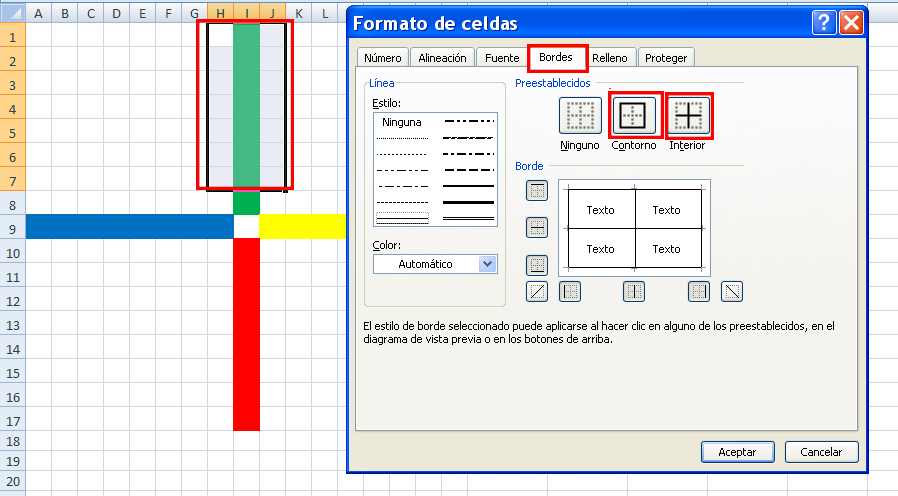 A B C D E F G H I J K L
1
2
3
4
5
6
7
8
9
10
11
12
13
14
15
16
17
18
19
20
Formato de celdas
Número Alineación Fuente Bordes Relleno Proteger
Línea
Estilo:
Ninguna
Color:
Automático
Preestablecidos
Ninguno Contorno Interior
Borde
Texto Texto
Texto Texto
El estilo de borde seleccionado puede aplicarse al hacer clic en alguno de los preestablecidos, en el
diagrama de vista previa o en los botones de arriba.
Aceptar Cancelar